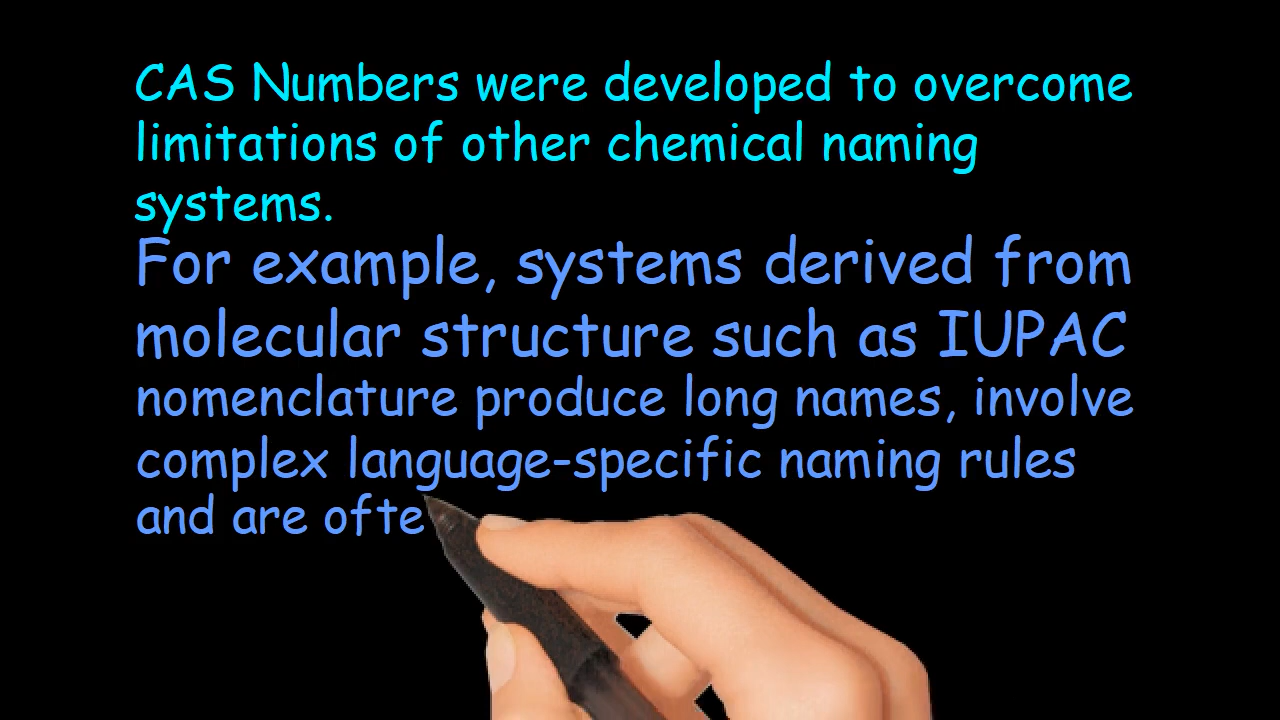 CAS Numbers were developed to overcome
limitations of other chemical naming
systems.
For example, systems derived from
molecular structure such as IUPAC
nomenclature produce long names, involve
complex language-specific naming rules
and are ofte